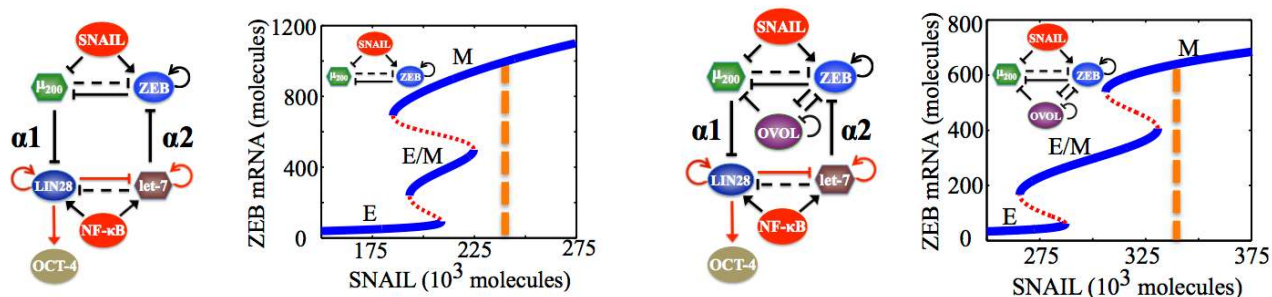 SNAIL
μ200
ZEB
α1
α2
LIN28
let-7
NF-κB
OCT-4
ZEB mRNA (molecules)
1200
800
400
0
SNAIL
μ200
ZEB
M
E/M
E
175
225
275
SNAIL (10³ molecules)
SNAIL
μ200
ZEB
OVOL
α1
α2
LIN28
let-7
NF-κB
OCT-4
ZEB mRNA (molecules)
800
600
400
200
0
SNAIL
μ200
ZEB
OVOL
M
E/M
E
275
325
375
SNAIL (10³ molecules)